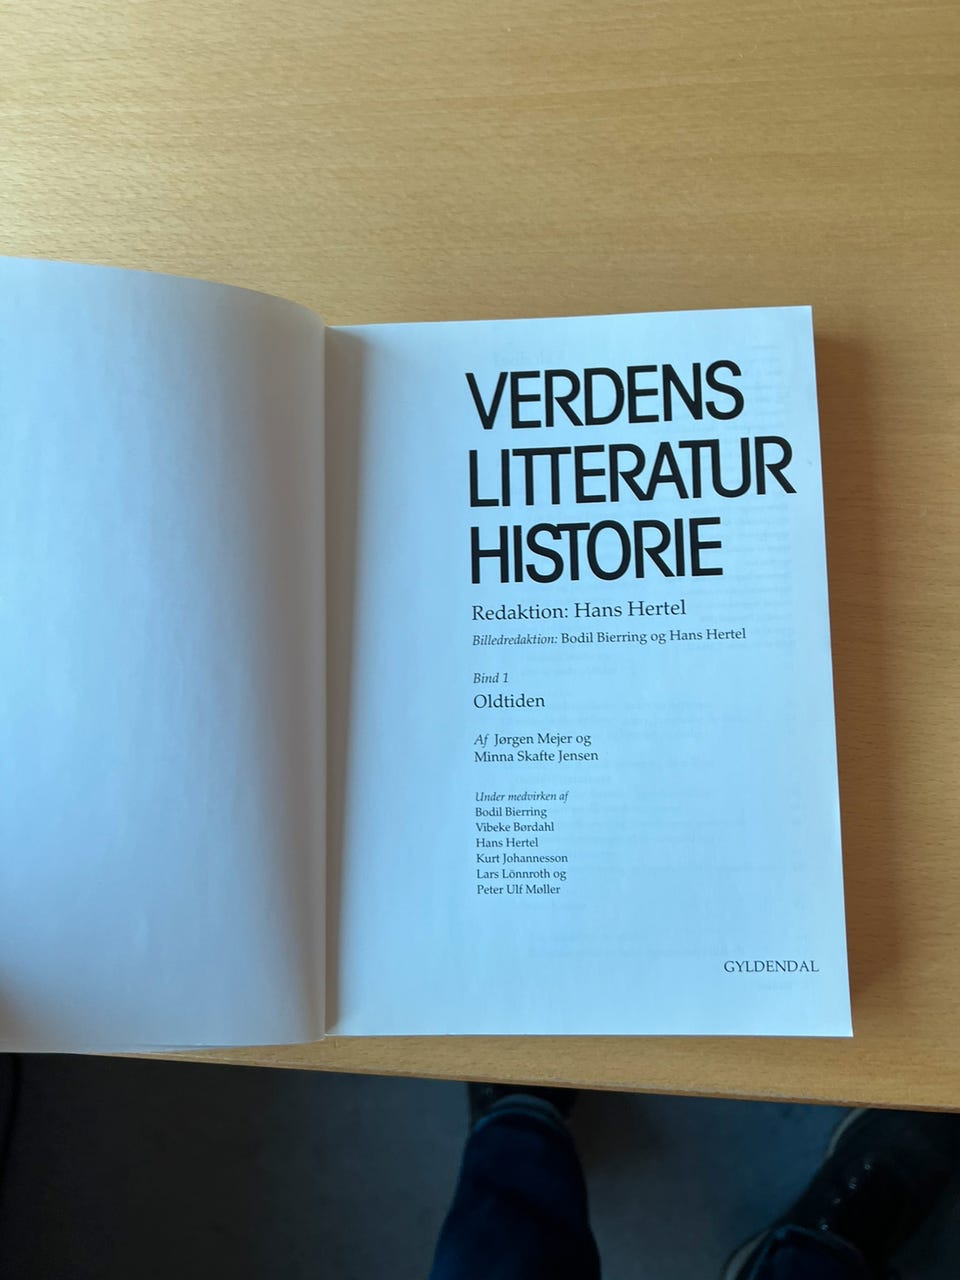 VERDENS
LITTERATUR
HISTORIE
Redaktion: Hans Hertel
Billedredaktion: Bodil Bierring og Hans Hertel
Bind 1
Oldtiden
Af Jørgen Mejer og
Minna Skafte Jensen
Under medvirken af
Bodil Bierring
Vibeke Børdahl
Hans Hertel
Kurt Johannesson
Lars Lönnroth og
Peter Ulf Møller
GYLDENDAL